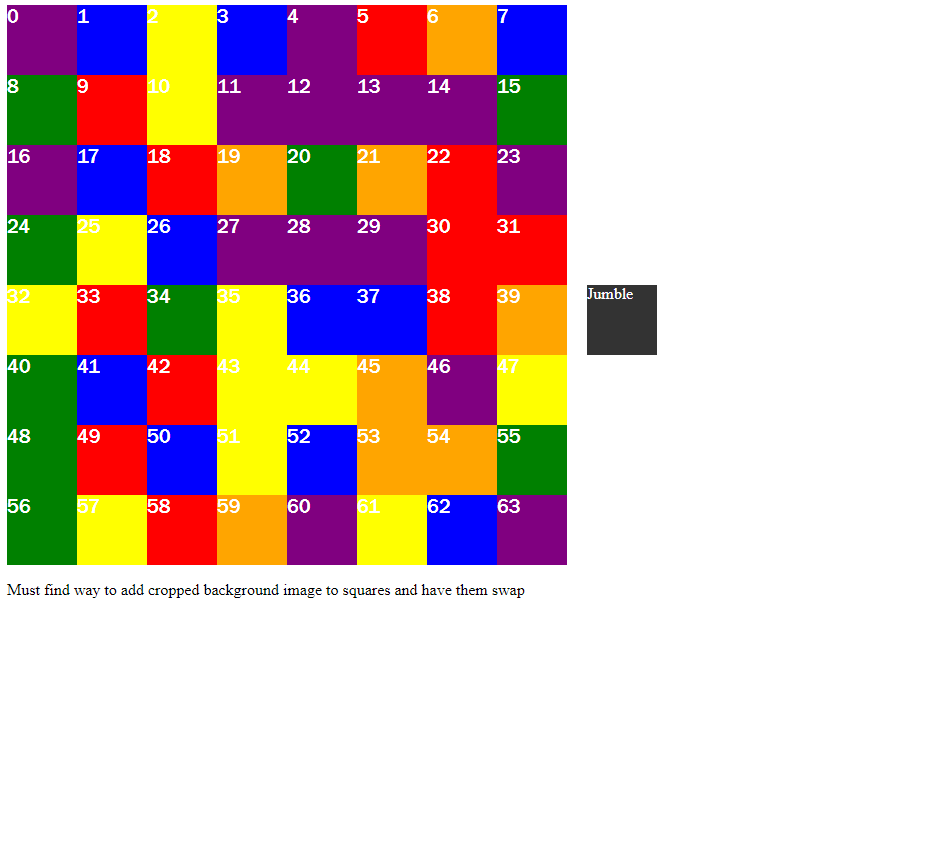 0 1 2 3 4 5 6 7
8 9 10 11 12 13 14 15
16 17 18 19 20 21 22 23
24 25 26 27 28 29 30 31
32 33 34 35 36 37 38 39 Jumble
40 41 42 43 44 45 46 47
48 49 50 51 52 53 54 55
56 57 58 59 60 61 62 63
Must find way to add cropped background image to squares and have them swap